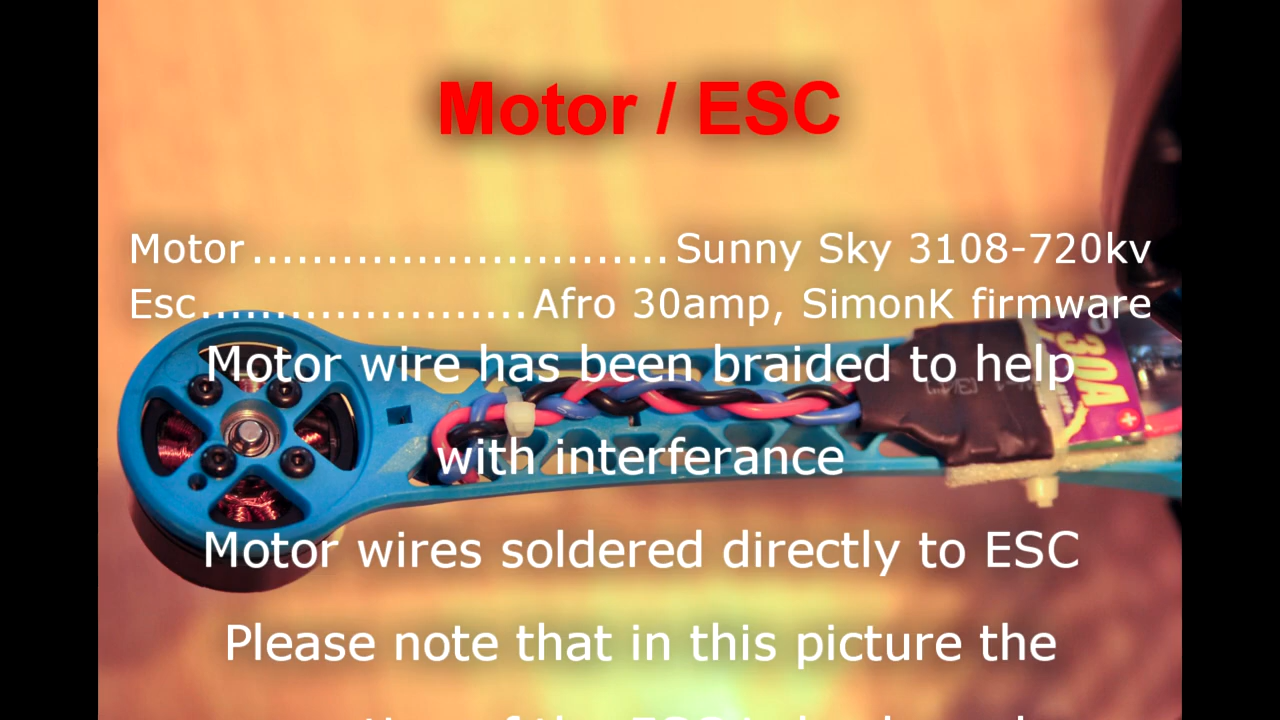 Motor / ESC
Motor............................Sunny Sky 3108-720kv
Esc......................Afro 30amp, SimonK firmware
Motor wire has been braided to help
with interferance
30A
Motor wires soldered directly to ESC
Please note that in this picture the